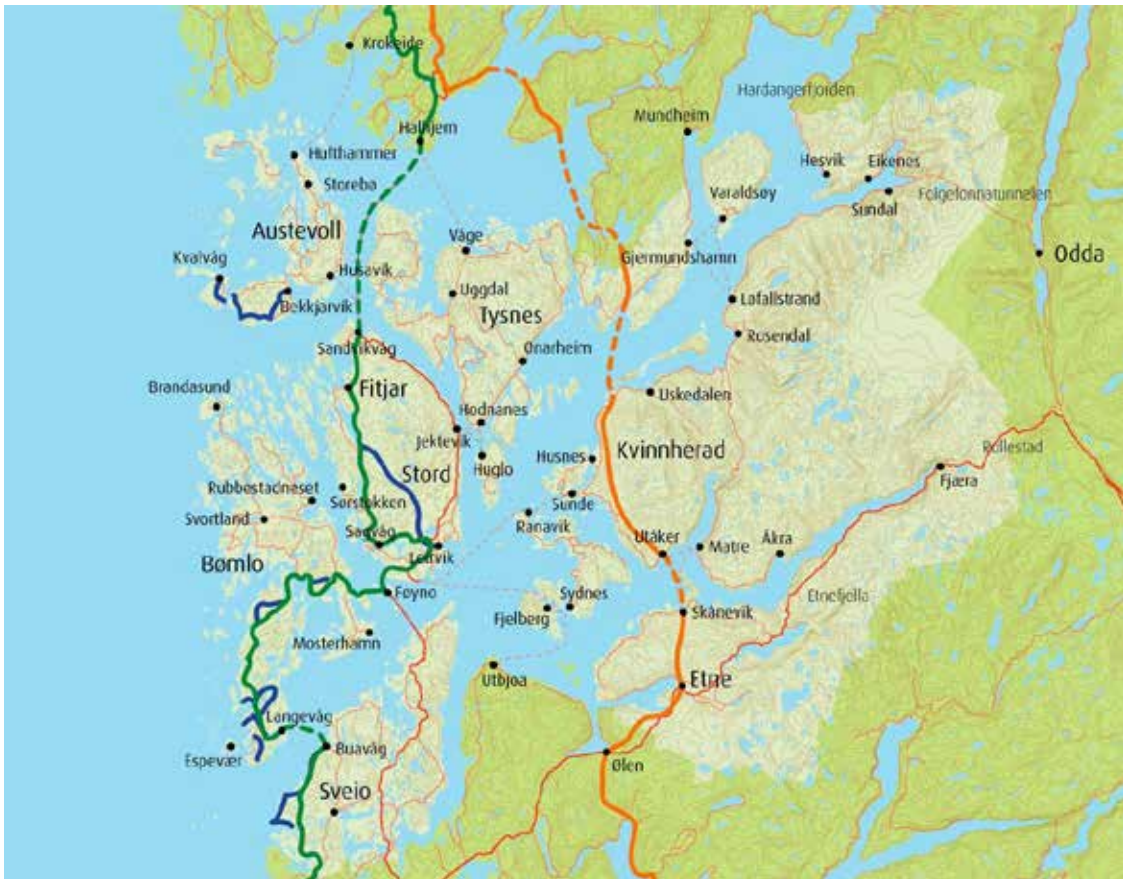 Krokeide
Hardangerfjorden
Mundheim
Halhjem
Hufthammer
Hesvik
Eikenes
Storebø
Varaldsøy
Sundal
Folgefonnatunnelen
Austevoll
Våge
Odda
Kvalvåg
Husavik
Gjermundshamn
Bekkjarvik
Uggdal
Løfallstrand
Tysnes
Rosendal
Sandvikvåg
Onarheim
Brandasund
Fitjar
Uskedalen
Hodnanes
Jektevik
Kvinnherad
Rullestad
Husnes
Stord
Huglo
Fjæra
Rubbestadneset
Sørstokken
Sunde
Svortland
Ranavik
Sagvåg
Leirvik
Utåker
Matre
Åkra
Bømlo
Føyno
Sydnes
Etnefjella
Fjelberg
Skånevik
Mosterhamn
Utbjoa
Etne
Langevåg
Espevær
Buavåg
Ølen
Sveio